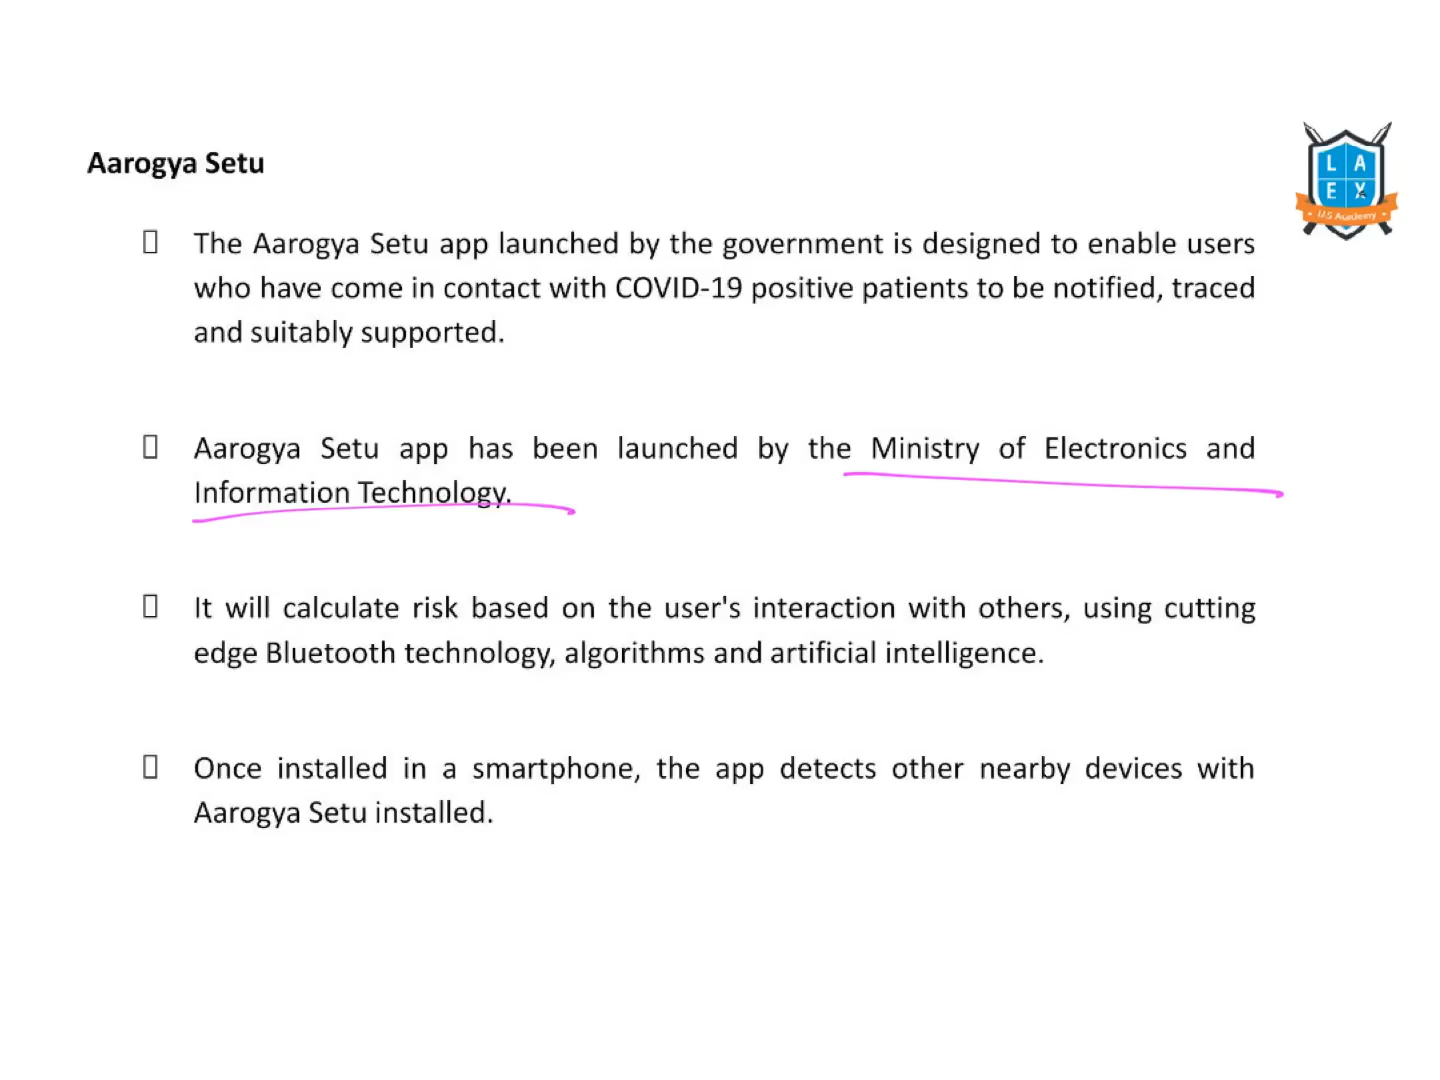 Aarogya Setu
L A
E X
IAS Academy
The Aarogya Setu app launched by the government is designed to enable users
who have come in contact with COVID-19 positive patients to be notified, traced
and suitably supported.
Aarogya Setu app has been launched by the Ministry of Electronics and
Information Technology.
It will calculate risk based on the user's interaction with others, using cutting
edge Bluetooth technology, algorithms and artificial intelligence.
Once installed in a smartphone, the app detects other nearby devices with
Aarogya Setu installed.